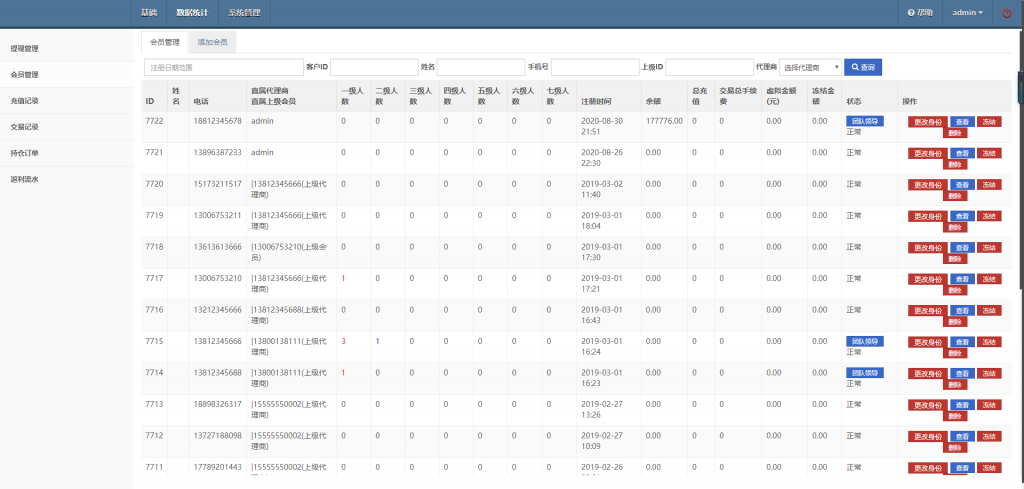 基础 数据统计 系统管理 帮助 admin
提现管理
会员管理
充值记录
交易记录
持仓订单
返利流水
会员管理 添加会员
注册日期范围 客户ID 姓名 手机号 上级ID 代理商 选择代理商 查询
ID 姓名 电话 直属代理商 直属上级会员 一级人数 二级人数 三级人数 四级人数 五级人数 六级人数 七级人数 注册时间 余额 总充值 交易总手续费 虚拟金额(元) 冻结金额 状态 操作
7722 18812345678 admin 0 0 0 0 0 0 0 2020-08-30 21:51 177776.00 0 0 0.00 0.00 团队领导 正常 更改身份 查看 冻结 删除
7721 13896387233 admin 0 0 0 0 0 0 0 2020-08-26 22:30 0.00 0 0 0.00 0.00 正常 更改身份 查看 冻结 删除
7720 15173211517 |13812345666(上级代理商) 0 0 0 0 0 0 0 2019-03-02 11:40 0.00 0 0 0.00 0.00 正常 更改身份 查看 冻结 删除
7719 13006753211 |13812345666(上级代理商) 0 0 0 0 0 0 0 2019-03-01 18:04 0.00 0 0 0.00 0.00 正常 更改身份 查看 冻结 删除
7718 13613613666 |13006753210(上级会员) 0 0 0 0 0 0 0 2019-03-01 17:30 0.00 0 0 0.00 0.00 正常 更改身份 查看 冻结 删除
7717 13006753210 |13812345666(上级代理商) 1 0 0 0 0 0 0 2019-03-01 17:21 0.00 0 0 0.00 0.00 正常 更改身份 查看 冻结 删除
7716 13212345666 |13812345688(上级代理商) 0 0 0 0 0 0 0 2019-03-01 16:43 0.00 0 0 0.00 0.00 正常 更改身份 查看 冻结 删除
7715 13812345666 |13800138111(上级代理商) 3 1 0 0 0 0 0 2019-03-01 16:24 0.00 0 0 0.00 0.00 团队领导 正常 更改身份 查看 冻结 删除
7714 13812345688 |13800138111(上级代理商) 1 0 0 0 0 0 0 2019-03-01 16:23 0.00 0 0 0.00 0.00 团队领导 正常 更改身份 查看 冻结 删除
7713 18898326317 |15555550002(上级代理商) 0 0 0 0 0 0 0 2019-02-27 13:26 0.00 0 0 0.00 0.00 正常 更改身份 查看 冻结 删除
7712 13727188098 |15555550002(上级代理商) 0 0 0 0 0 0 0 2019-02-27 10:09 0.00 0 0 0.00 0.00 正常 更改身份 查看 冻结 删除
7711 17789201443 |15555550002(上级代 0 0 0 0 0 0 0 2019-02-26 0.00 0 0 0.00 0.00 正常 更改身份 查看 冻结